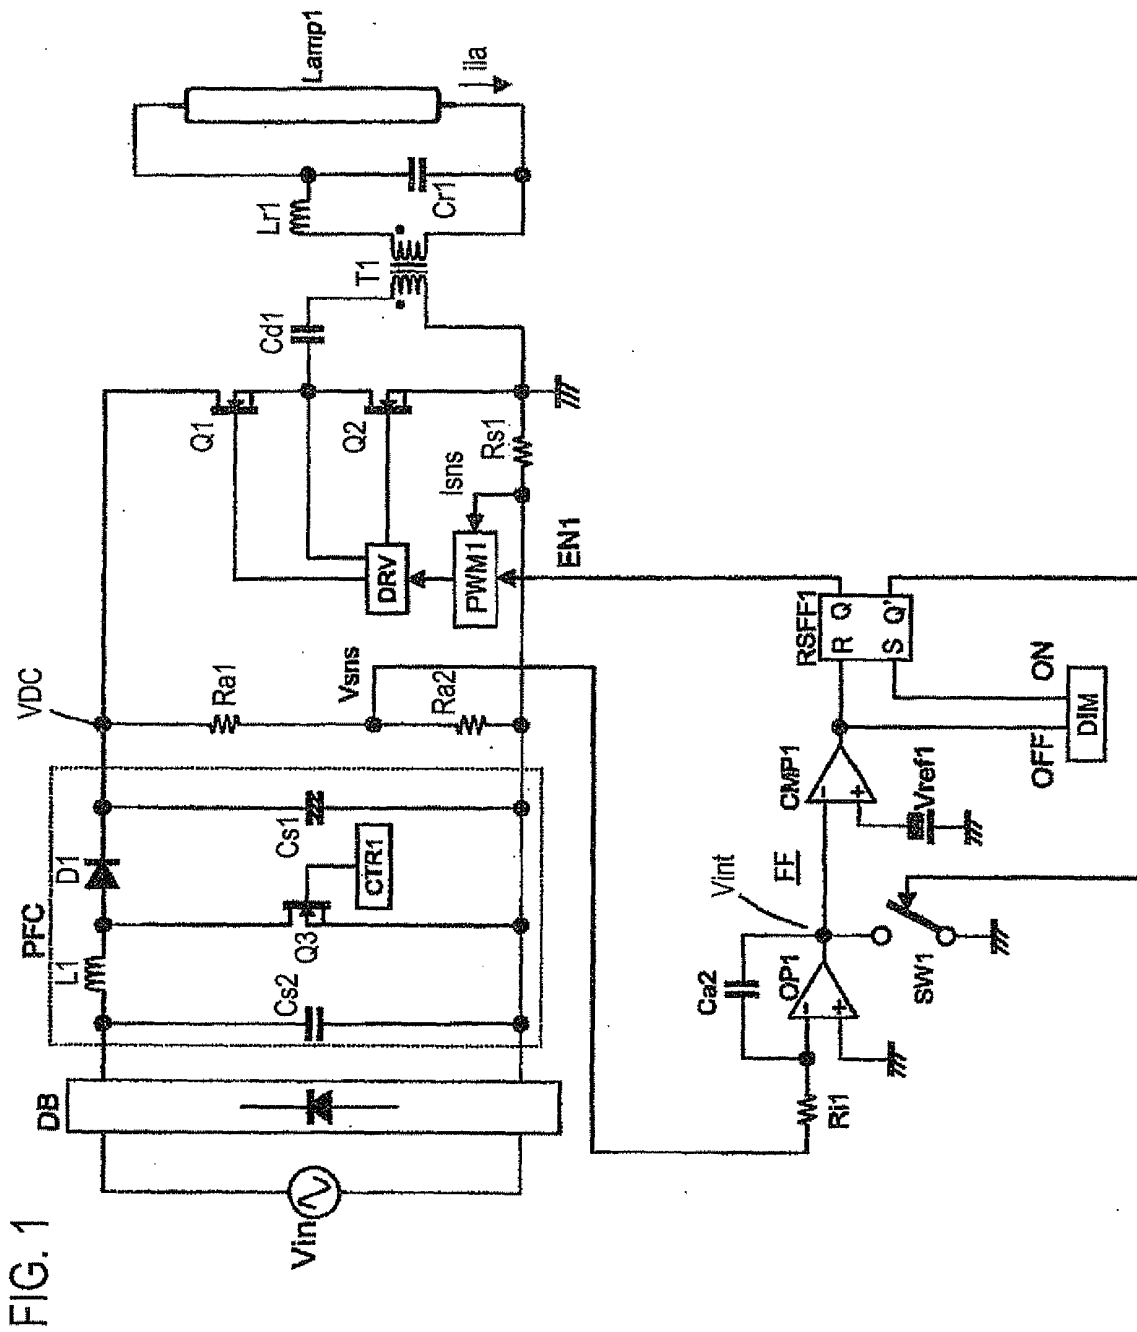 FIG. 1
PFC
VDC
DB
L1
D1
Vin
Cs2
Q3
CTR1
Cs1
Ra1
Vsns
Ra2
DRV
PWM1
Isns
Rs1
EN1
Q1
Q2
Cd1
T1
Lr1
Cr1
Lamp1
ila
Ri1
Ca2
OP1
-
+
Vint
FF
SW1
CMP1
-
+
Vref1
OFF
ON
DIM
RSFF1
R Q
S Q'